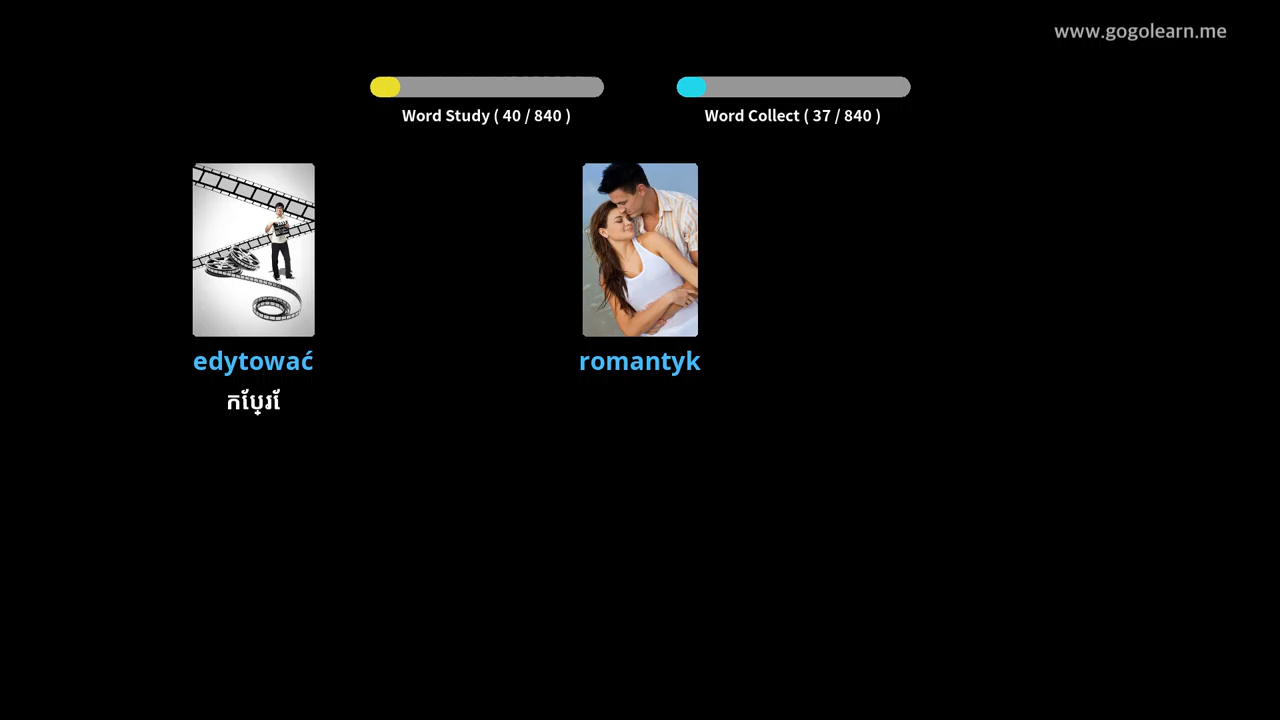 www.gogolearn.me
Word Study ( 40 / 840 )
Word Collect ( 37 / 840 )
edytować
romantyk
កែប្រែ